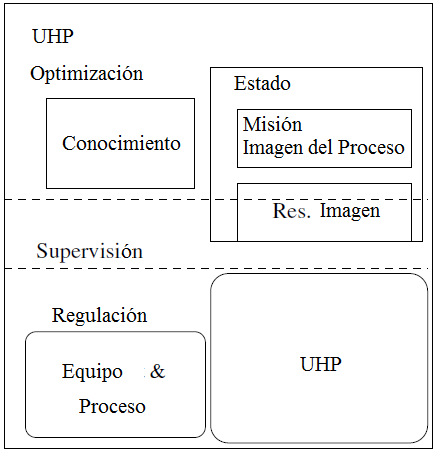 UHP
Optimización
Estado
Conocimiento
Misión
Imagen del Proceso
Res. Imagen
Supervisión
Regulación
Equipo &
Proceso
UHP